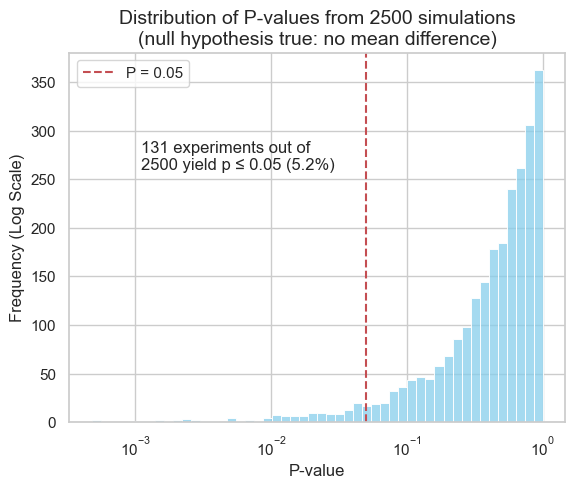 Distribution of P-values from 2500 simulations
(null hypothesis true: no mean difference)
P = 0.05
131 experiments out of
2500 yield p ≤ 0.05 (5.2%)
Frequency (Log Scale)
350
300
250
200
150
100
50
0
10⁻³ 10⁻² 10⁻¹ 10⁰
P-value